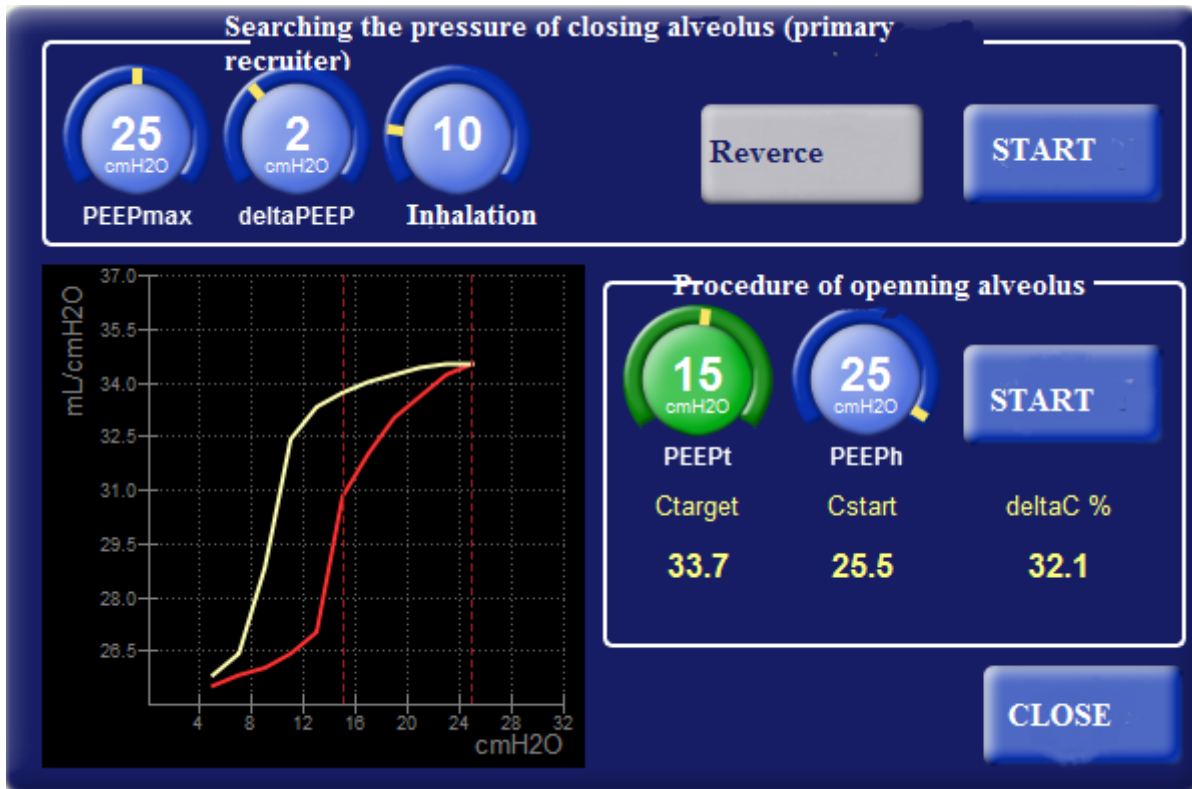 Searching the pressure of closing alveolus (primary
recruiter)
25
cmH2O
PEEPmax
2
cmH2O
deltaPEEP
10
Inhalation
Reverce
START
37.0
35.5
34.0
32.5
31.0
29.5
28.0
26.5
mL/cmH2O
4 8 12 16 20 24 28 32
cmH2O
Procedure of openning alveolus
15
cmH2O
PEEPt
25
cmH2O
PEEPh
START
Ctarget Cstart deltaC %
33.7 25.5 32.1
CLOSE